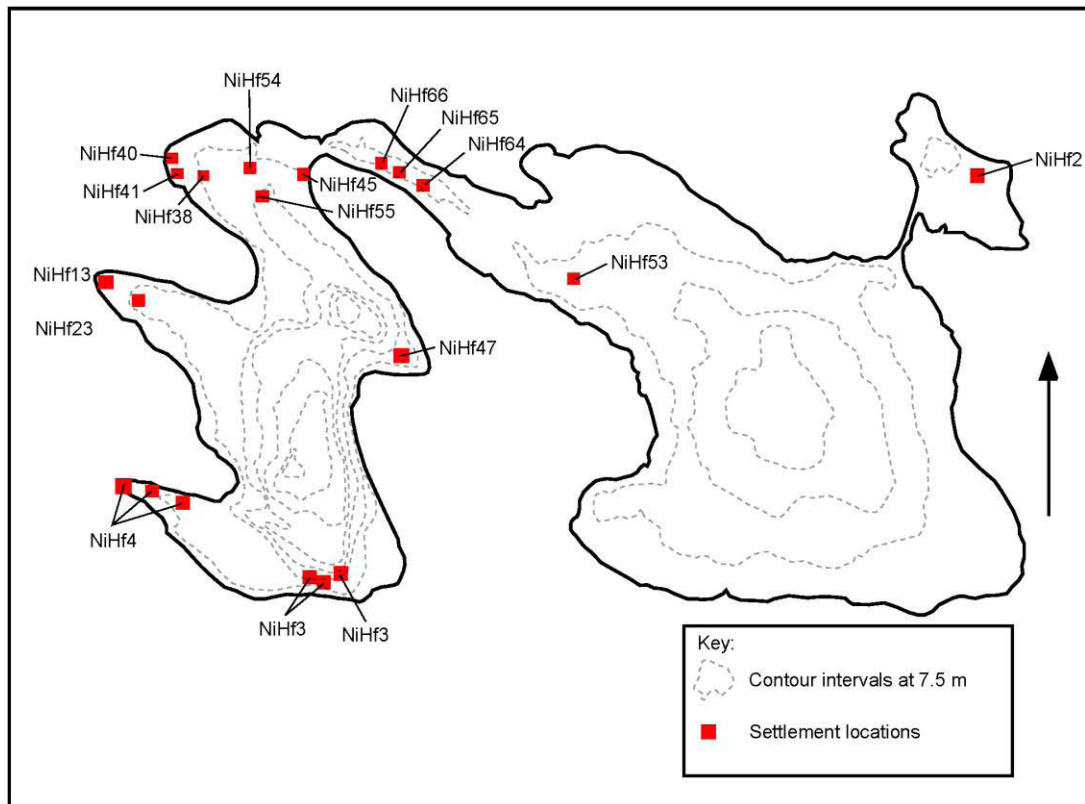 NiHf54
NiHf66
NiHf65
NiHf64
NiHf40
NiHf41
NiHf38
NiHf45
NiHf55
NiHf2
NiHf13
NiHf23
NiHf53
NiHf47
NiHf4
NiHf3
NiHf3
Key:
Contour intervals at 7.5 m
Settlement locations